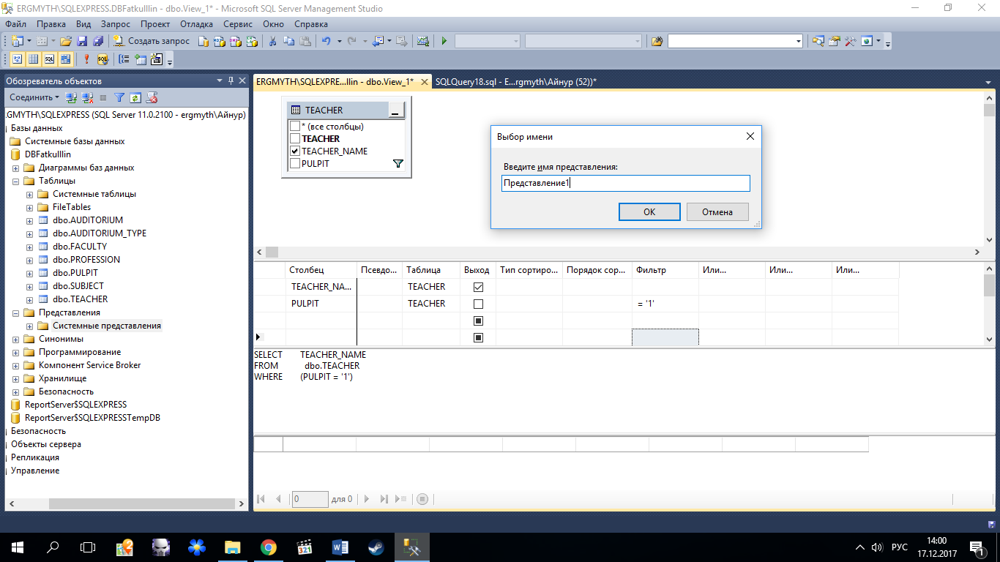 ERGMYTH\SQLEXPRESS.DBFatkulllin - dbo.View_1* - Microsoft SQL Server Management Studio
Файл Правка Вид Запрос Проект Отладка Сервис Окно Справка
Создать запрос
Обозреватель объектов
ERGMYTH\SQLEXPRE...llin - dbo.View_1*
SQLQuery18.sql - E...rgmyth\Айнур (52))*
Соединить
.GMYTH\SQLEXPRESS (SQL Server 11.0.2100 - ergmyth\Айнур)
Базы данных
Системные базы данных
DBFatkulllin
Диаграммы баз данных
Таблицы
Системные таблицы
FileTables
dbo.AUDITORIUM
dbo.AUDITORIUM_TYPE
dbo.FACULTY
dbo.PROFESSION
dbo.PULPIT
dbo.SUBJECT
dbo.TEACHER
Представления
Системные представления
Синонимы
Программирование
Компонент Service Broker
Хранилище
Безопасность
ReportServer$SQLEXPRESS
ReportServer$SQLEXPRESSTempDB
Безопасность
Объекты сервера
Репликация
Управление
TEACHER
* (все столбцы)
TEACHER
TEACHER_NAME
PULPIT
Выбор имени
Введите имя представления:
Представление1
OK Отмена
Столбец Псевдо... Таблица Выход Тип сортиро... Порядок сор... Фильтр Или... Или... Или...
TEACHER_NA... TEACHER
PULPIT TEACHER = '1'
SELECT TEACHER_NAME
FROM dbo.TEACHER
WHERE (PULPIT = '1')
0 для 0
321
РУС
14:00
17.12.2017
1